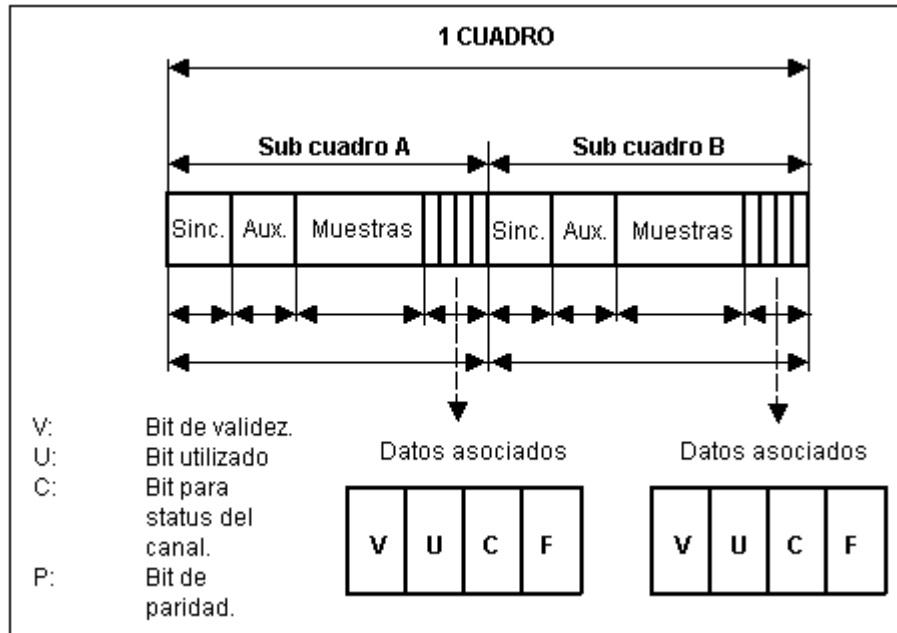 1 CUADRO
Sub cuadro A Sub cuadro B
Sinc. Aux. Muestras Sinc. Aux. Muestras
V: Bit de validez.
U: Bit utilizado
C: Bit para
status del
canal.
P: Bit de
paridad.
Datos asociados Datos asociados
V U C F V U C F